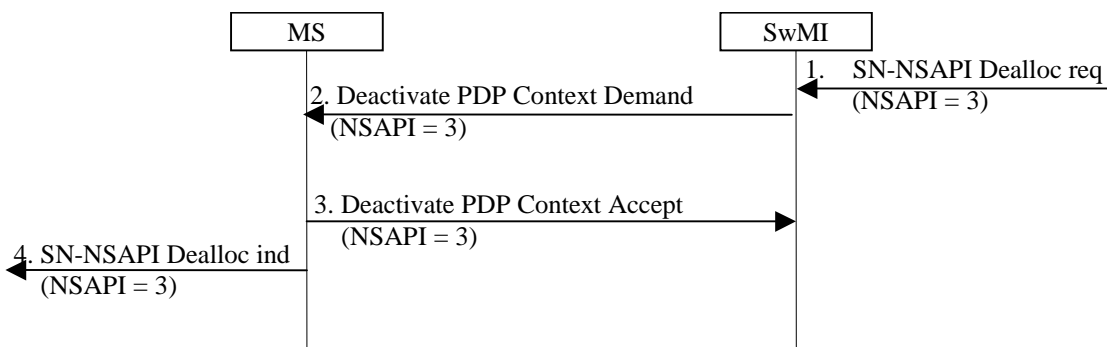 MS
SwMI
1. SN-NSAPI Dealloc req
(NSAPI = 3)
2. Deactivate PDP Context Demand
(NSAPI = 3)
3. Deactivate PDP Context Accept
(NSAPI = 3)
4. SN-NSAPI Dealloc ind
(NSAPI = 3)